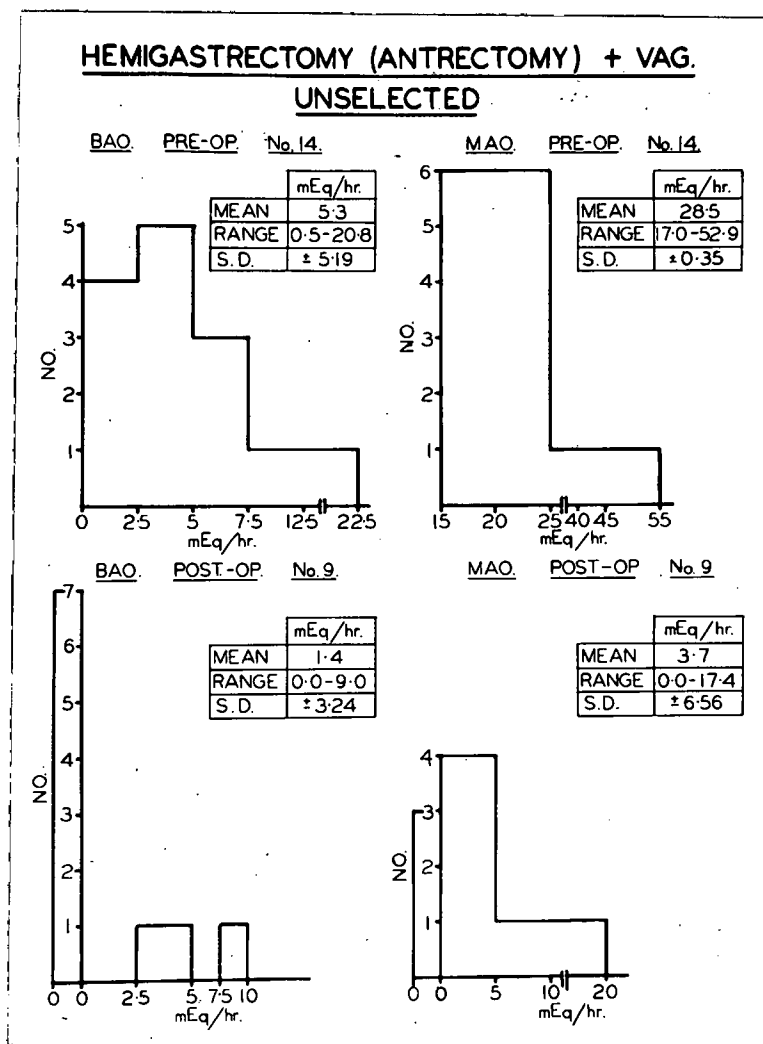 HEMIGASTRECTOMY (ANTRECTOMY) + VAG.
UNSELECTED
BAO. PRE-OP. No. 14.
mEq/hr.
MEAN 5·3
RANGE 0·5-20·8
S.D. ± 5·19
NO.
5
4
3
2
1
0 2·5 5 7·5 12·5 22·5
mEq/hr.
MAO. PRE-OP. No. 14.
mEq/hr.
MEAN 28·5
RANGE 17·0-52·9
S.D. ±0·35
NO.
6
5
4
3
2
1
15 20 25 40 45 55
mEq/hr.
BAO. POST.-OP. No. 9.
mEq/hr.
MEAN 1·4
RANGE 0·0-9·0
S.D. ±3·24
NO.
7
6
5
4
3
2
1
0 0 2·5 5 7·5 10
mEq/hr.
MAO. POST-OP No. 9
mEq/hr.
MEAN 3·7
RANGE 0·0-17·4
S.D. ±6·56
NO.
4
3
2
1
0 0 5 10 20
mEq/hr.